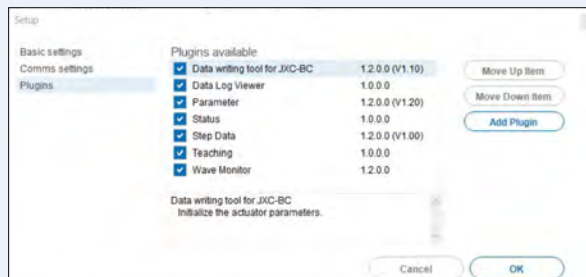 Setup
Basic settings
Comms settings
Plugins
Plugins available
Data writing tool for JXC-BC 1.2.0.0 (V1.10)
Data Log Viewer 1.0.0.0
Parameter 1.2.0.0 (V1.20)
Status 1.0.0.0
Step Data 1.2.0.0 (V1.00)
Teaching 1.0.0.0
Wave Monitor 1.2.0.0
Move Up Item
Move Down Item
Add Plugin
Data writing tool for JXC-BC
Initialize the actuator parameters.
Cancel
OK